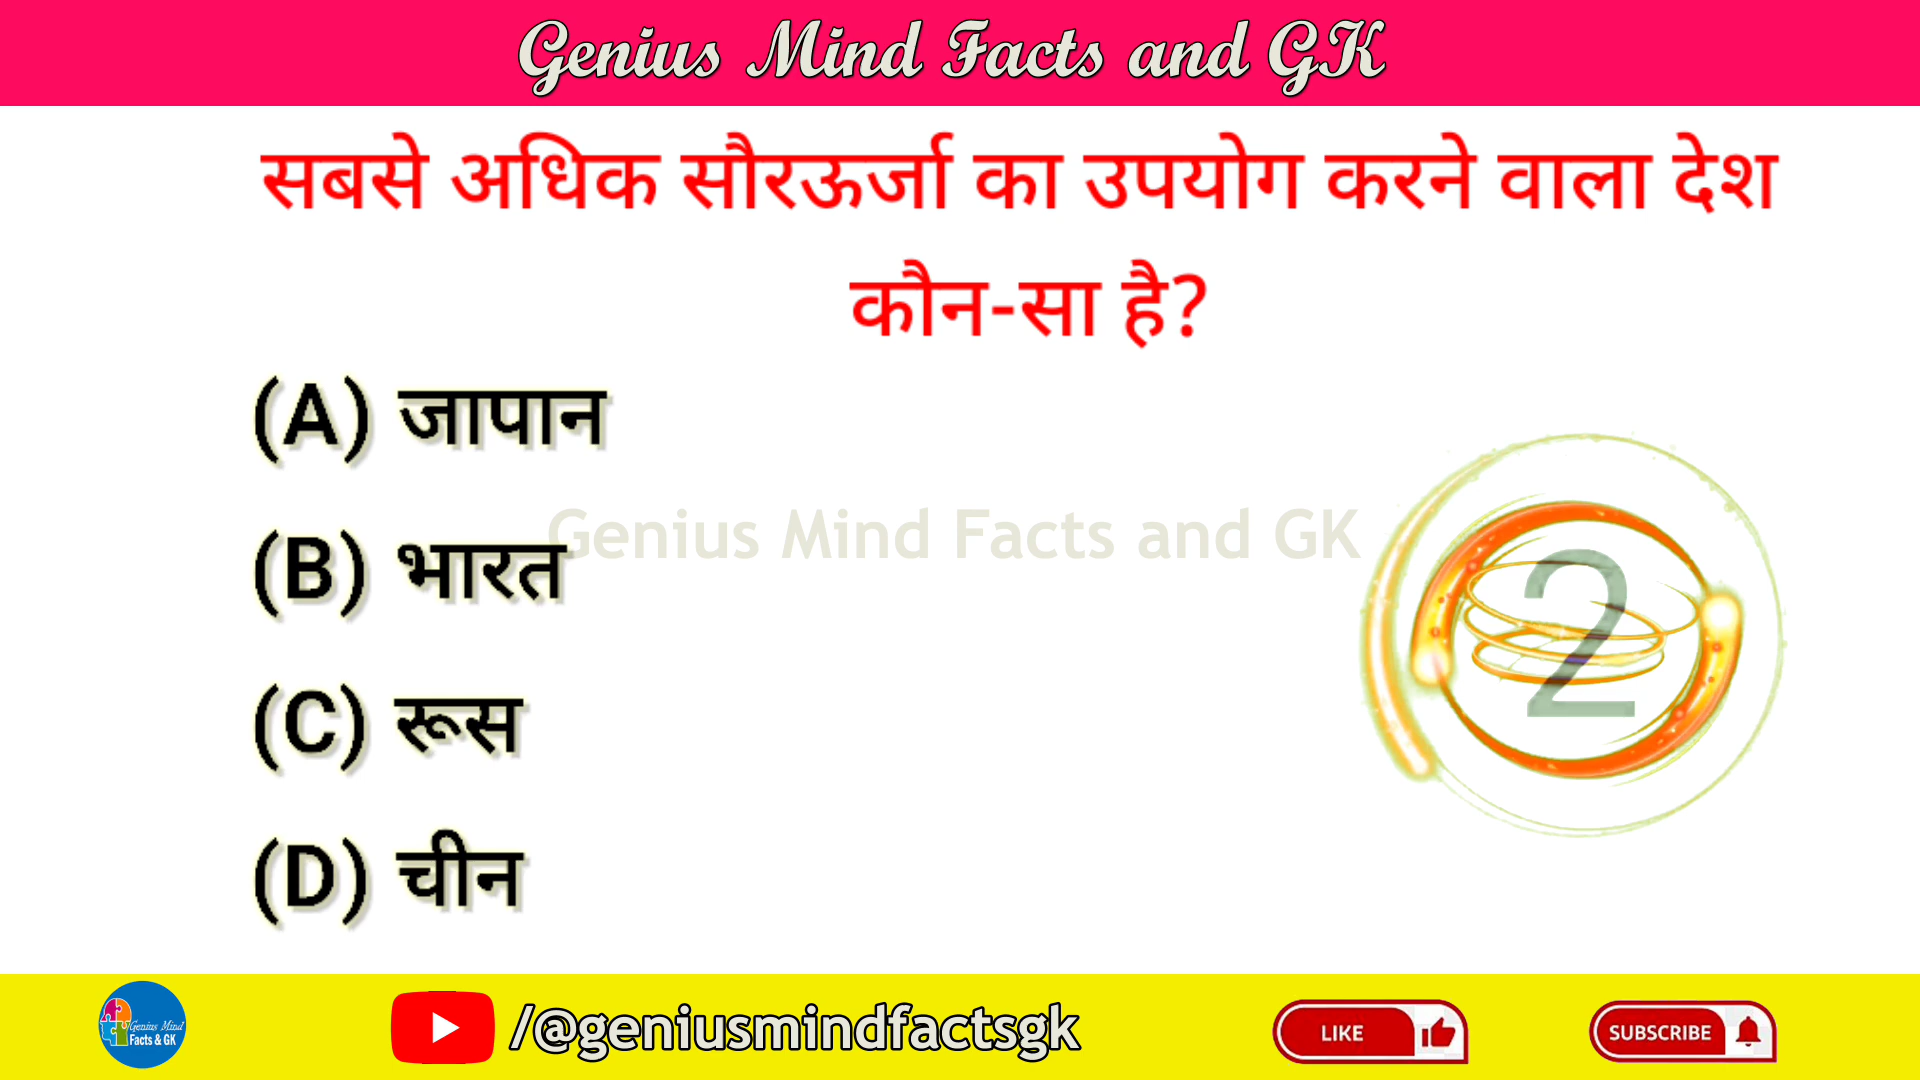 Genius Mind Facts and GK
सबसे अधिक सौरऊर्जा का उपयोग करने वाला देश
कौन-सा है?
(A) जापान
Genius Mind Facts and GK
(B) भारत
2
(C) रूस
(D) चीन
Genius Mind
Facts & GK
/@geniusmindfactsgk
LIKE
SUBSCRIBE